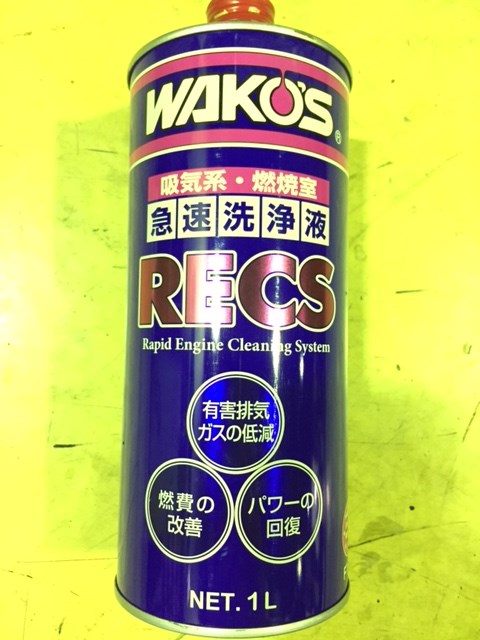 WAKO'S®
吸気系・燃焼室
急速洗浄液
RECS
Rapid Engine Cleaning System
有害排気
ガスの低減
燃費の
改善
パワーの
回復
NET. 1L